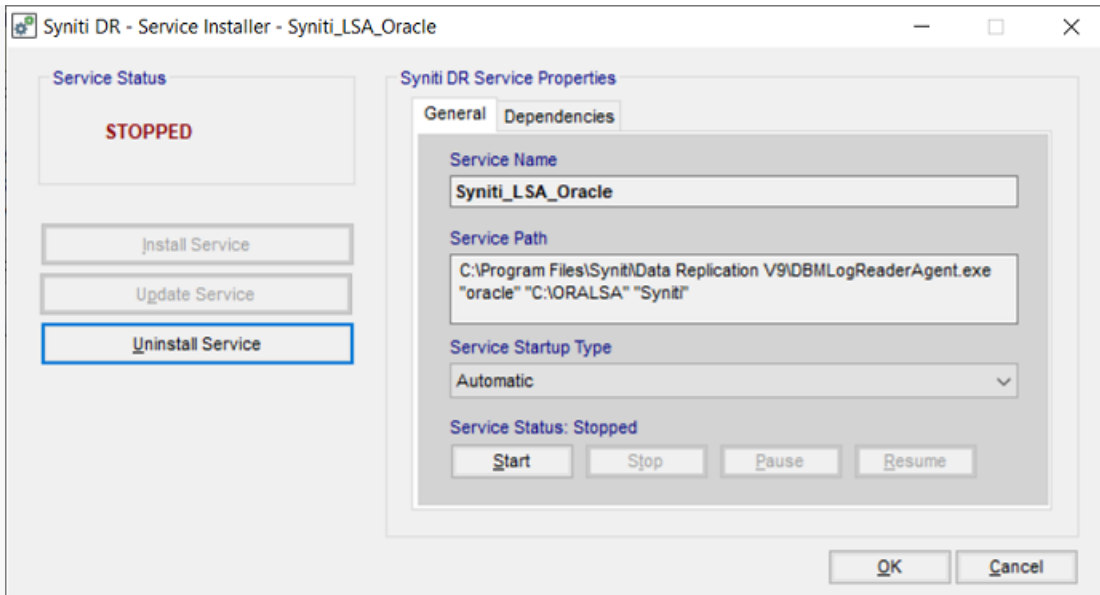 Syniti DR - Service Installer - Syniti_LSA_Oracle
Service Status
STOPPED
Install Service
Update Service
Uninstall Service
Syniti DR Service Properties
General
Dependencies
Service Name
Syniti_LSA_Oracle
Service Path
C:\Program Files\Syniti\Data Replication V9\DBMLogReaderAgent.exe
"oracle" "C:\ORALSA" "Syniti"
Service Startup Type
Automatic
Service Status: Stopped
Start
Stop
Pause
Resume
OK
Cancel